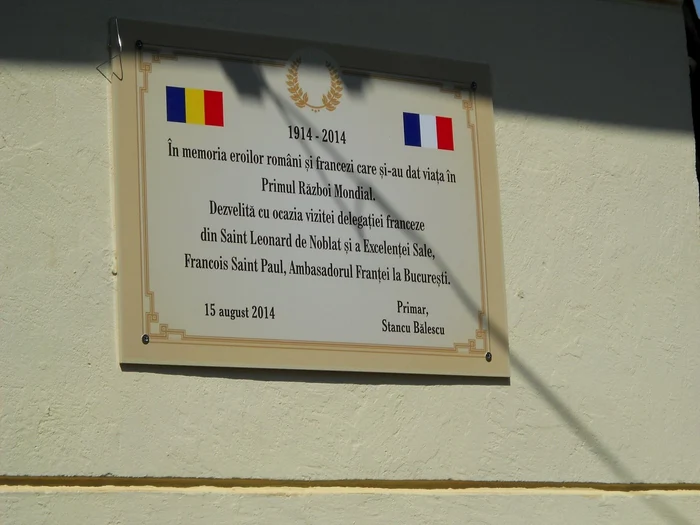 1914 - 2014
În memoria eroilor români și francezi care și-au dat viața în
Primul Război Mondial.
Dezvelită cu ocazia vizitei delegației franceze
din Saint Leonard de Noblat și a Excelenței Sale,
Francois Saint Paul, Ambasadorul Franței la București.
15 august 2014
Primar,
Stancu Bălescu